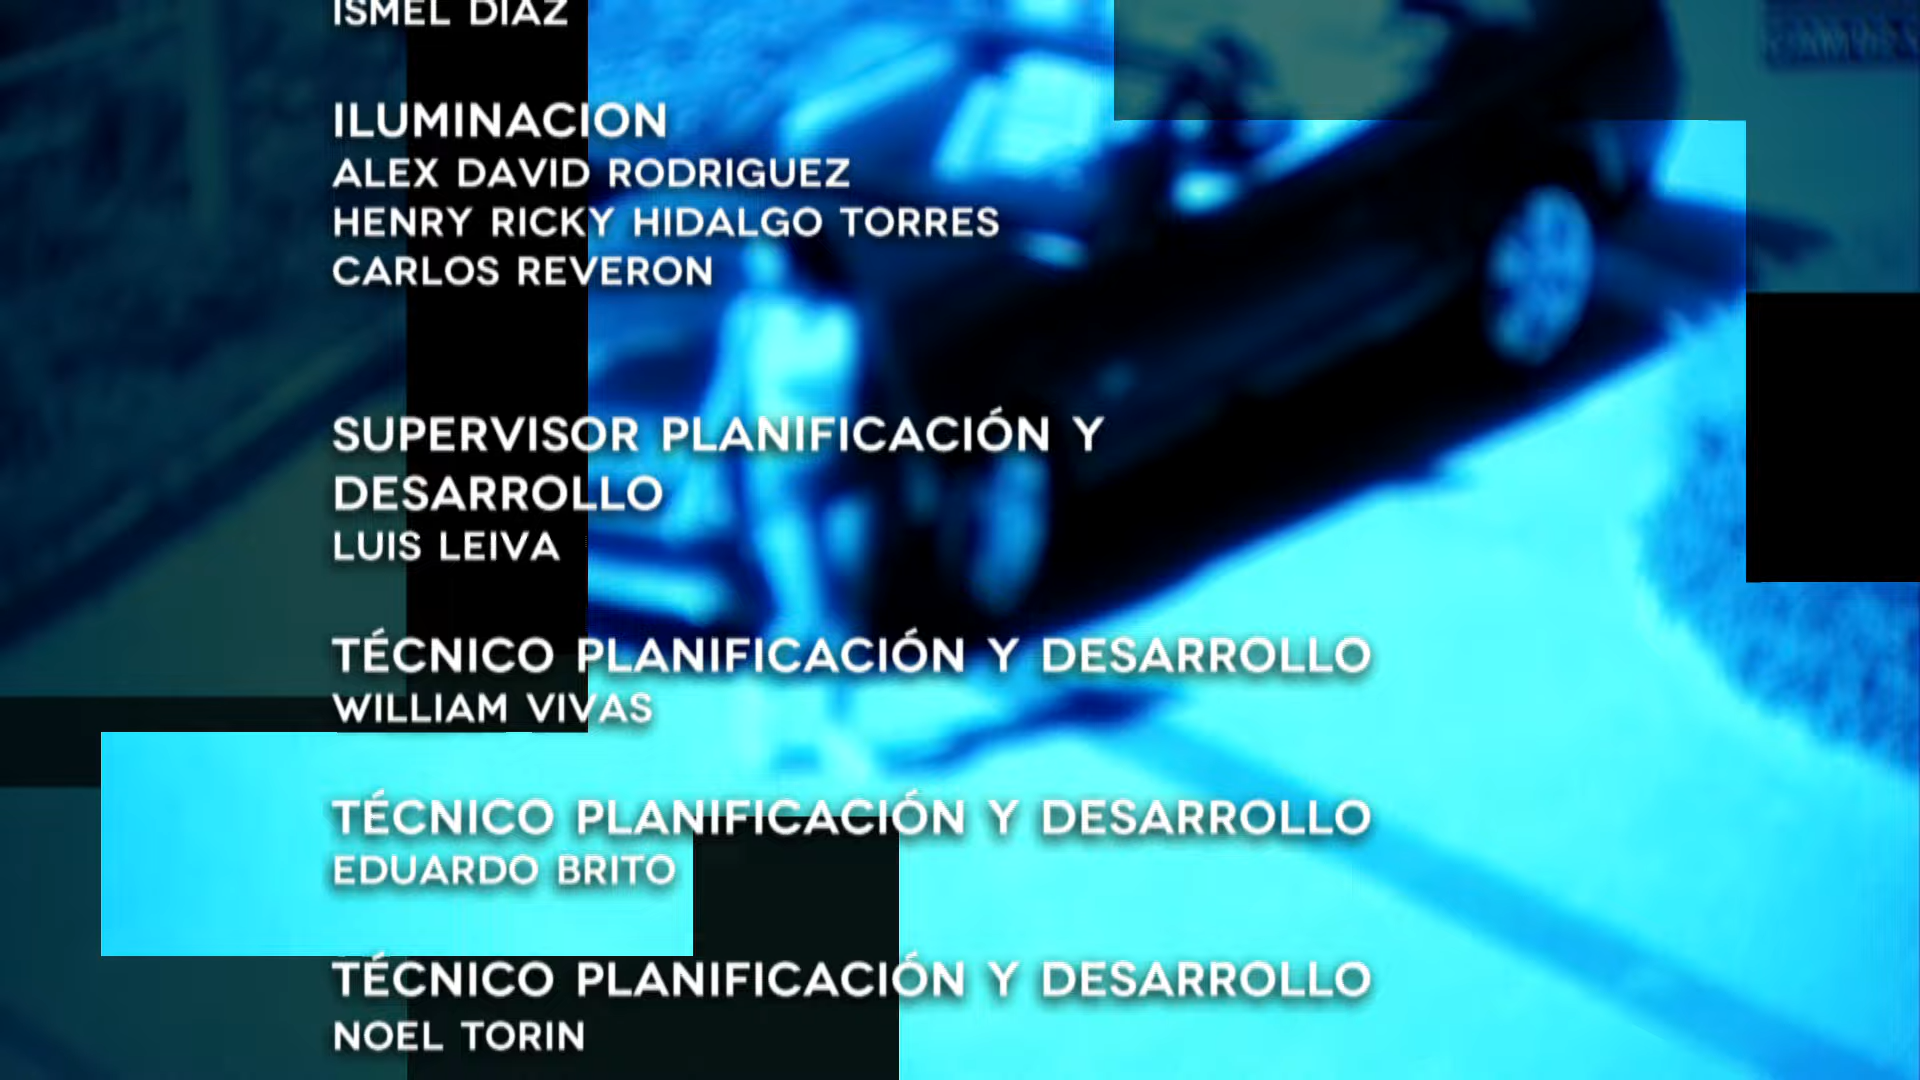 ISMEL DIAZ
ILUMINACION
ALEX DAVID RODRIGUEZ
HENRY RICKY HIDALGO TORRES
CARLOS REVERON
SUPERVISOR PLANIFICACIÓN Y
DESARROLLO
LUIS LEIVA
TÉCNICO PLANIFICACIÓN Y DESARROLLO
WILLIAM VIVAS
TÉCNICO PLANIFICACIÓN Y DESARROLLO
EDUARDO BRITO
TÉCNICO PLANIFICACIÓN Y DESARROLLO
NOEL TORIN